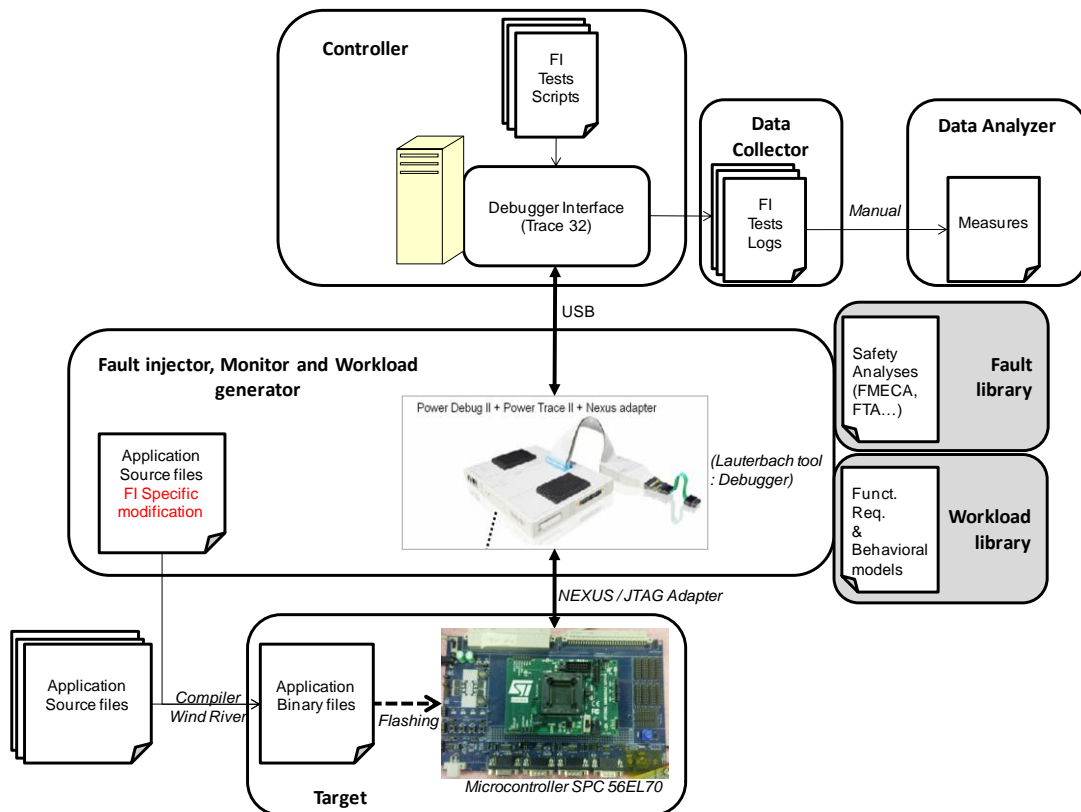 Controller
FI
Tests
Scripts
Debugger Interface
(Trace 32)
Data
Collector
FI
Tests
Logs
Manual
Data Analyzer
Measures
USB
Fault injector, Monitor and Workload
generator
Power Debug II + Power Trace II + Nexus adapter
(Lauterbach tool
: Debugger)
Application
Source files
FI Specific
modification
Safety
Analyses
(FMECA,
FTA...)
Fault
library
Funct.
Req.
&
Behavioral
models
Workload
library
NEXUS / JTAG Adapter
Application
Source files
Compiler
Wind River
Application
Binary files
Flashing
ST
Microcontroller SPC 56EL70
Target